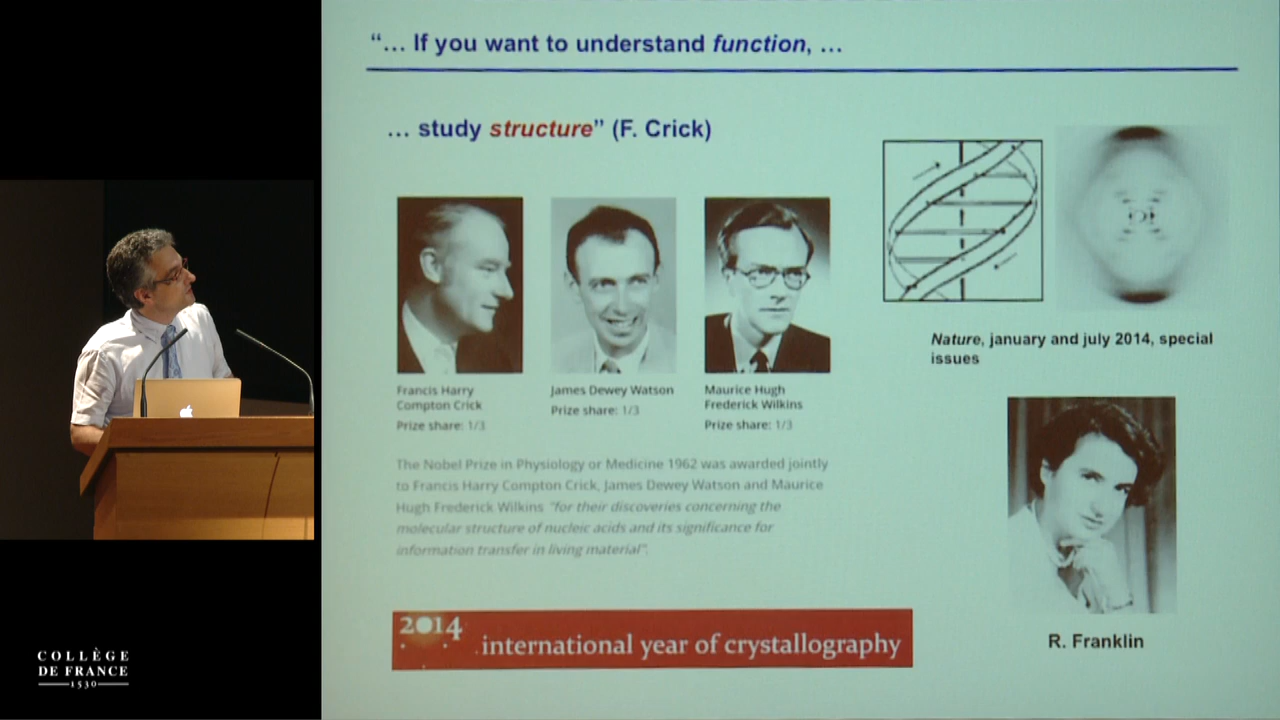 “... If you want to understand function, ...
... study structure” (F. Crick)
Francis Harry
Compton Crick
Prize share: 1/3
James Dewey Watson
Prize share: 1/3
Maurice Hugh
Frederick Wilkins
Prize share: 1/3
Nature, january and july 2014, special
issues
The Nobel Prize in Physiology or Medicine 1962 was awarded jointly
to Francis Harry Compton Crick, James Dewey Watson and Maurice
Hugh Frederick Wilkins "for their discoveries concerning the
molecular structure of nucleic acids and its significance for
information transfer in living material".
R. Franklin
2014
international year of crystallography
COLLÈGE
DE FRANCE
1530